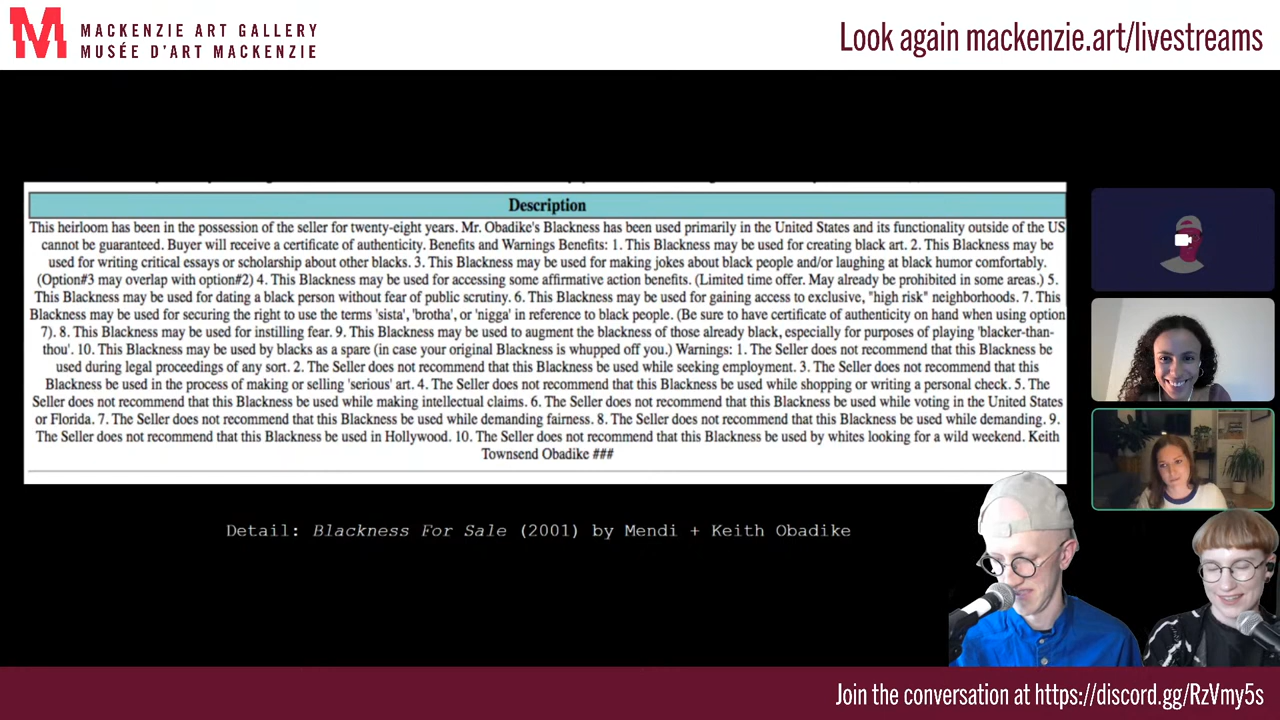 MACKENZIE ART GALLERY
MUSÉE D'ART MACKENZIE
Look again mackenzie.art/livestreams
Description
This heirloom has been in the possession of the seller for twenty-eight years. Mr. Obadike's Blackness has been used primarily in the United States and its functionality outside of the US
cannot be guaranteed. Buyer will receive a certificate of authenticity. Benefits and Warnings Benefits: 1. This Blackness may be used for creating black art. 2. This Blackness may be
used for writing critical essays or scholarship about other blacks. 3. This Blackness may be used for making jokes about black people and/or laughing at black humor comfortably.
(Option#3 may overlap with option#2) 4. This Blackness may be used for accessing some affirmative action benefits. (Limited time offer. May already be prohibited in some areas.) 5.
This Blackness may be used for dating a black person without fear of public scrutiny. 6. This Blackness may be used for gaining access to exclusive, "high risk" neighborhoods. 7. This
Blackness may be used for securing the right to use the terms 'sista', 'brotha', or 'nigga' in reference to black people. (Be sure to have certificate of authenticity on hand when using option
7). 8. This Blackness may be used for instilling fear. 9. This Blackness may be used to augment the blackness of those already black, especially for purposes of playing 'blacker-than-
thou'. 10. This Blackness may be used by blacks as a spare (in case your original Blackness is whupped off you.) Warnings: 1. The Seller does not recommend that this Blackness be
used during legal proceedings of any sort. 2. The Seller does not recommend that this Blackness be used while seeking employment. 3. The Seller does not recommend that this
Blackness be used in the process of making or selling 'serious' art. 4. The Seller does not recommend that this Blackness be used while shopping or writing a personal check. 5. The
Seller does not recommend that this Blackness be used while making intellectual claims. 6. The Seller does not recommend that this Blackness be used while voting in the United States
or Florida. 7. The Seller does not recommend that this Blackness be used while demanding fairness. 8. The Seller does not recommend that this Blackness be used while demanding. 9.
The Seller does not recommend that this Blackness be used in Hollywood. 10. The Seller does not recommend that this Blackness be used by whites looking for a wild weekend. Keith
Townsend Obadike ###
Detail: Blackness For Sale (2001) by Mendi + Keith Obadike
Join the conversation at https://discord.gg/RzVmy5s